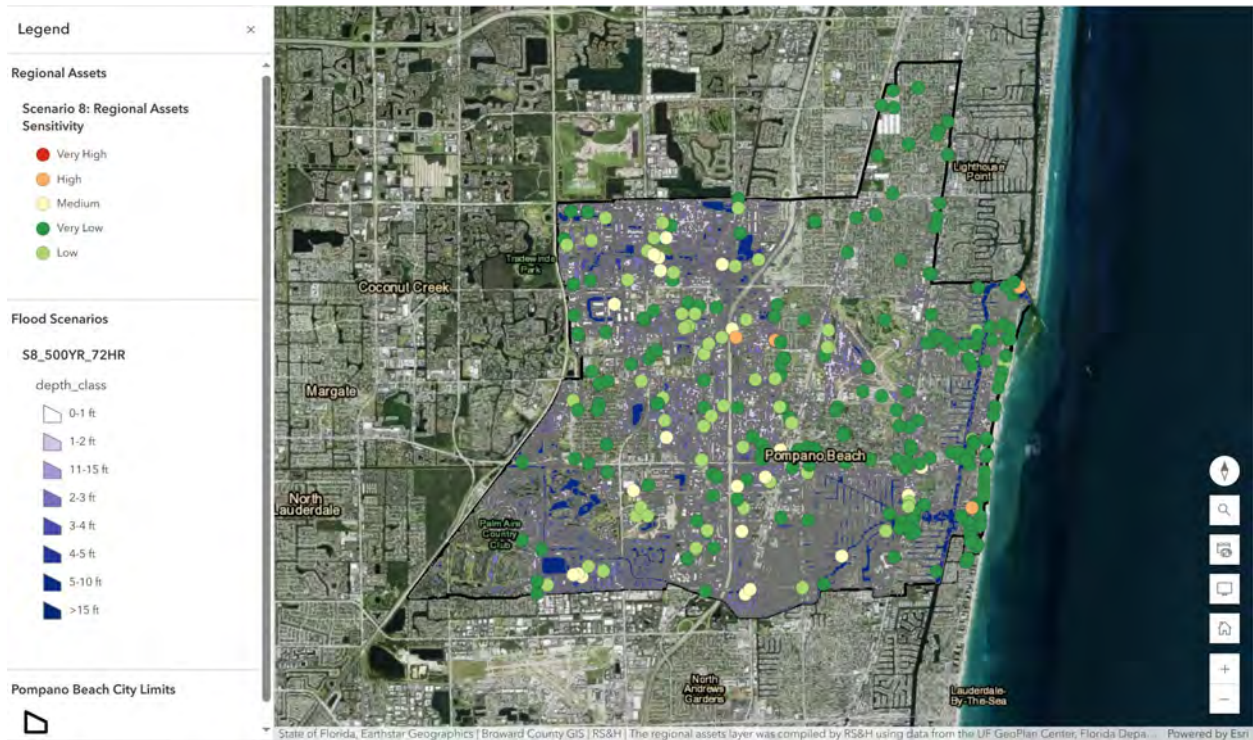 Legend
×
Regional Assets
Scenario 8: Regional Assets
Sensitivity
Very High
High
Medium
Very Low
Low
Flood Scenarios
S8_500YR_72HR
depth_class
0-1 ft
1-2 ft
11-15 ft
2-3 ft
3-4 ft
4-5 ft
5-10 ft
>15 ft
Pompano Beach City Limits
Lighthouse
Point
Tradewinds
Park
Coconut Creek
Margate
Pompano Beach
North
Lauderdale
Palm Aire
Country
Club
North
Andrews
Gardens
Lauderdale-
By-The-Sea
+
−
State of Florida, Earthstar Geographics | Broward County GIS | RS&H | The regional assets layer was compiled by RS&H using data from the UF GeoPlan Center, Florida Depa... Powered by Esri